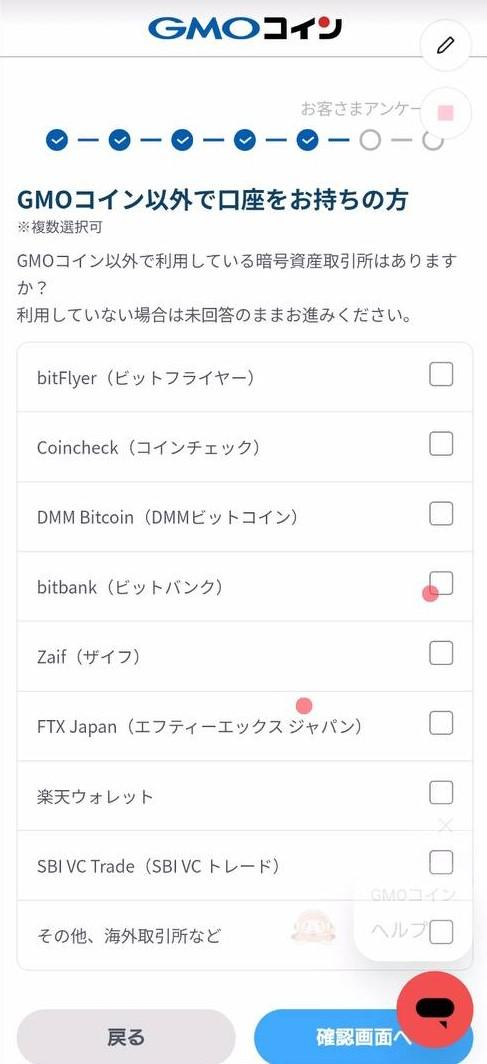 GMOコイン
お客さまアンケー
GMOコイン以外で口座をお持ちの方
※複数選択可
GMOコイン以外で利用している暗号資産取引所はあります
か？
利用していない場合は未回答のままお進みください。
bitFlyer（ビットフライヤー）
Coincheck（コインチェック）
DMM Bitcoin（DMMビットコイン）
bitbank（ビットバンク）
Zaif（ザイフ）
FTX Japan（エフティーエックス ジャパン）
楽天ウォレット
SBI VC Trade（SBI VC トレード）
GMOコイン
ヘルプ
その他、海外取引所など
戻る
確認画面へ